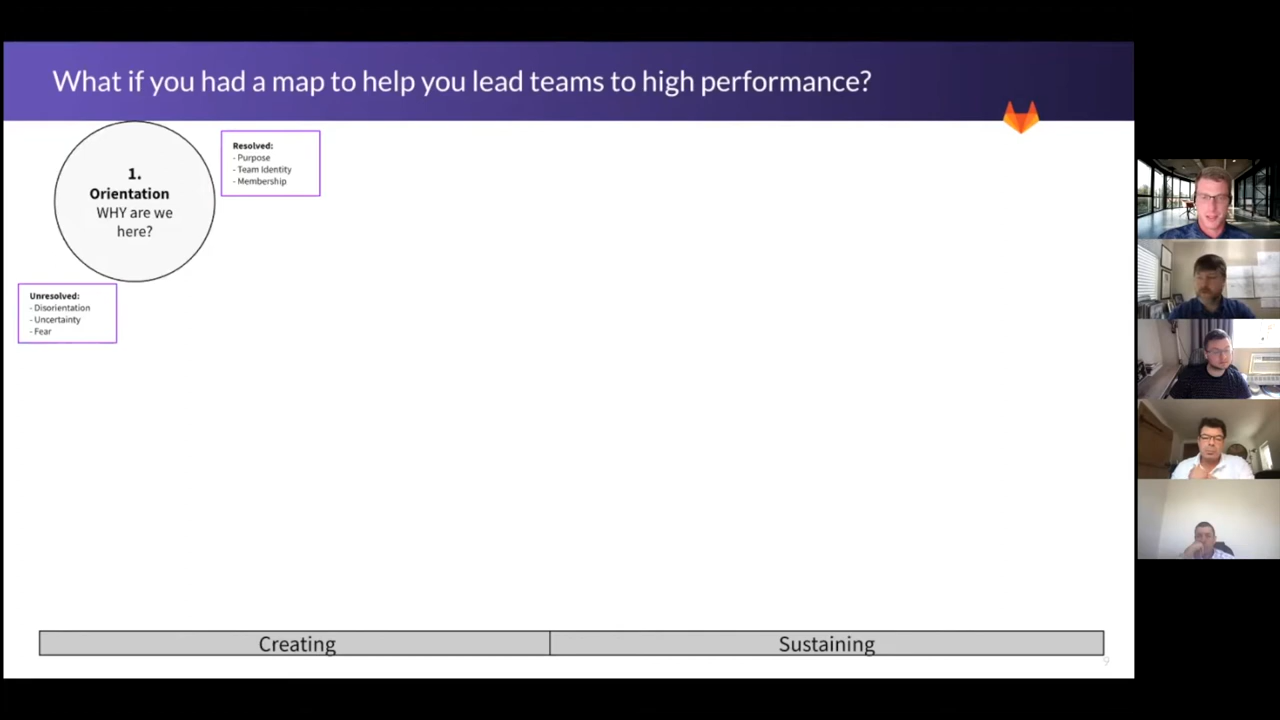 What if you had a map to help you lead teams to high performance?
1.
Orientation
WHY are we
here?
Resolved:
- Purpose
- Team Identity
- Membership
Unresolved:
- Disorientation
- Uncertainty
- Fear
Creating
Sustaining
9